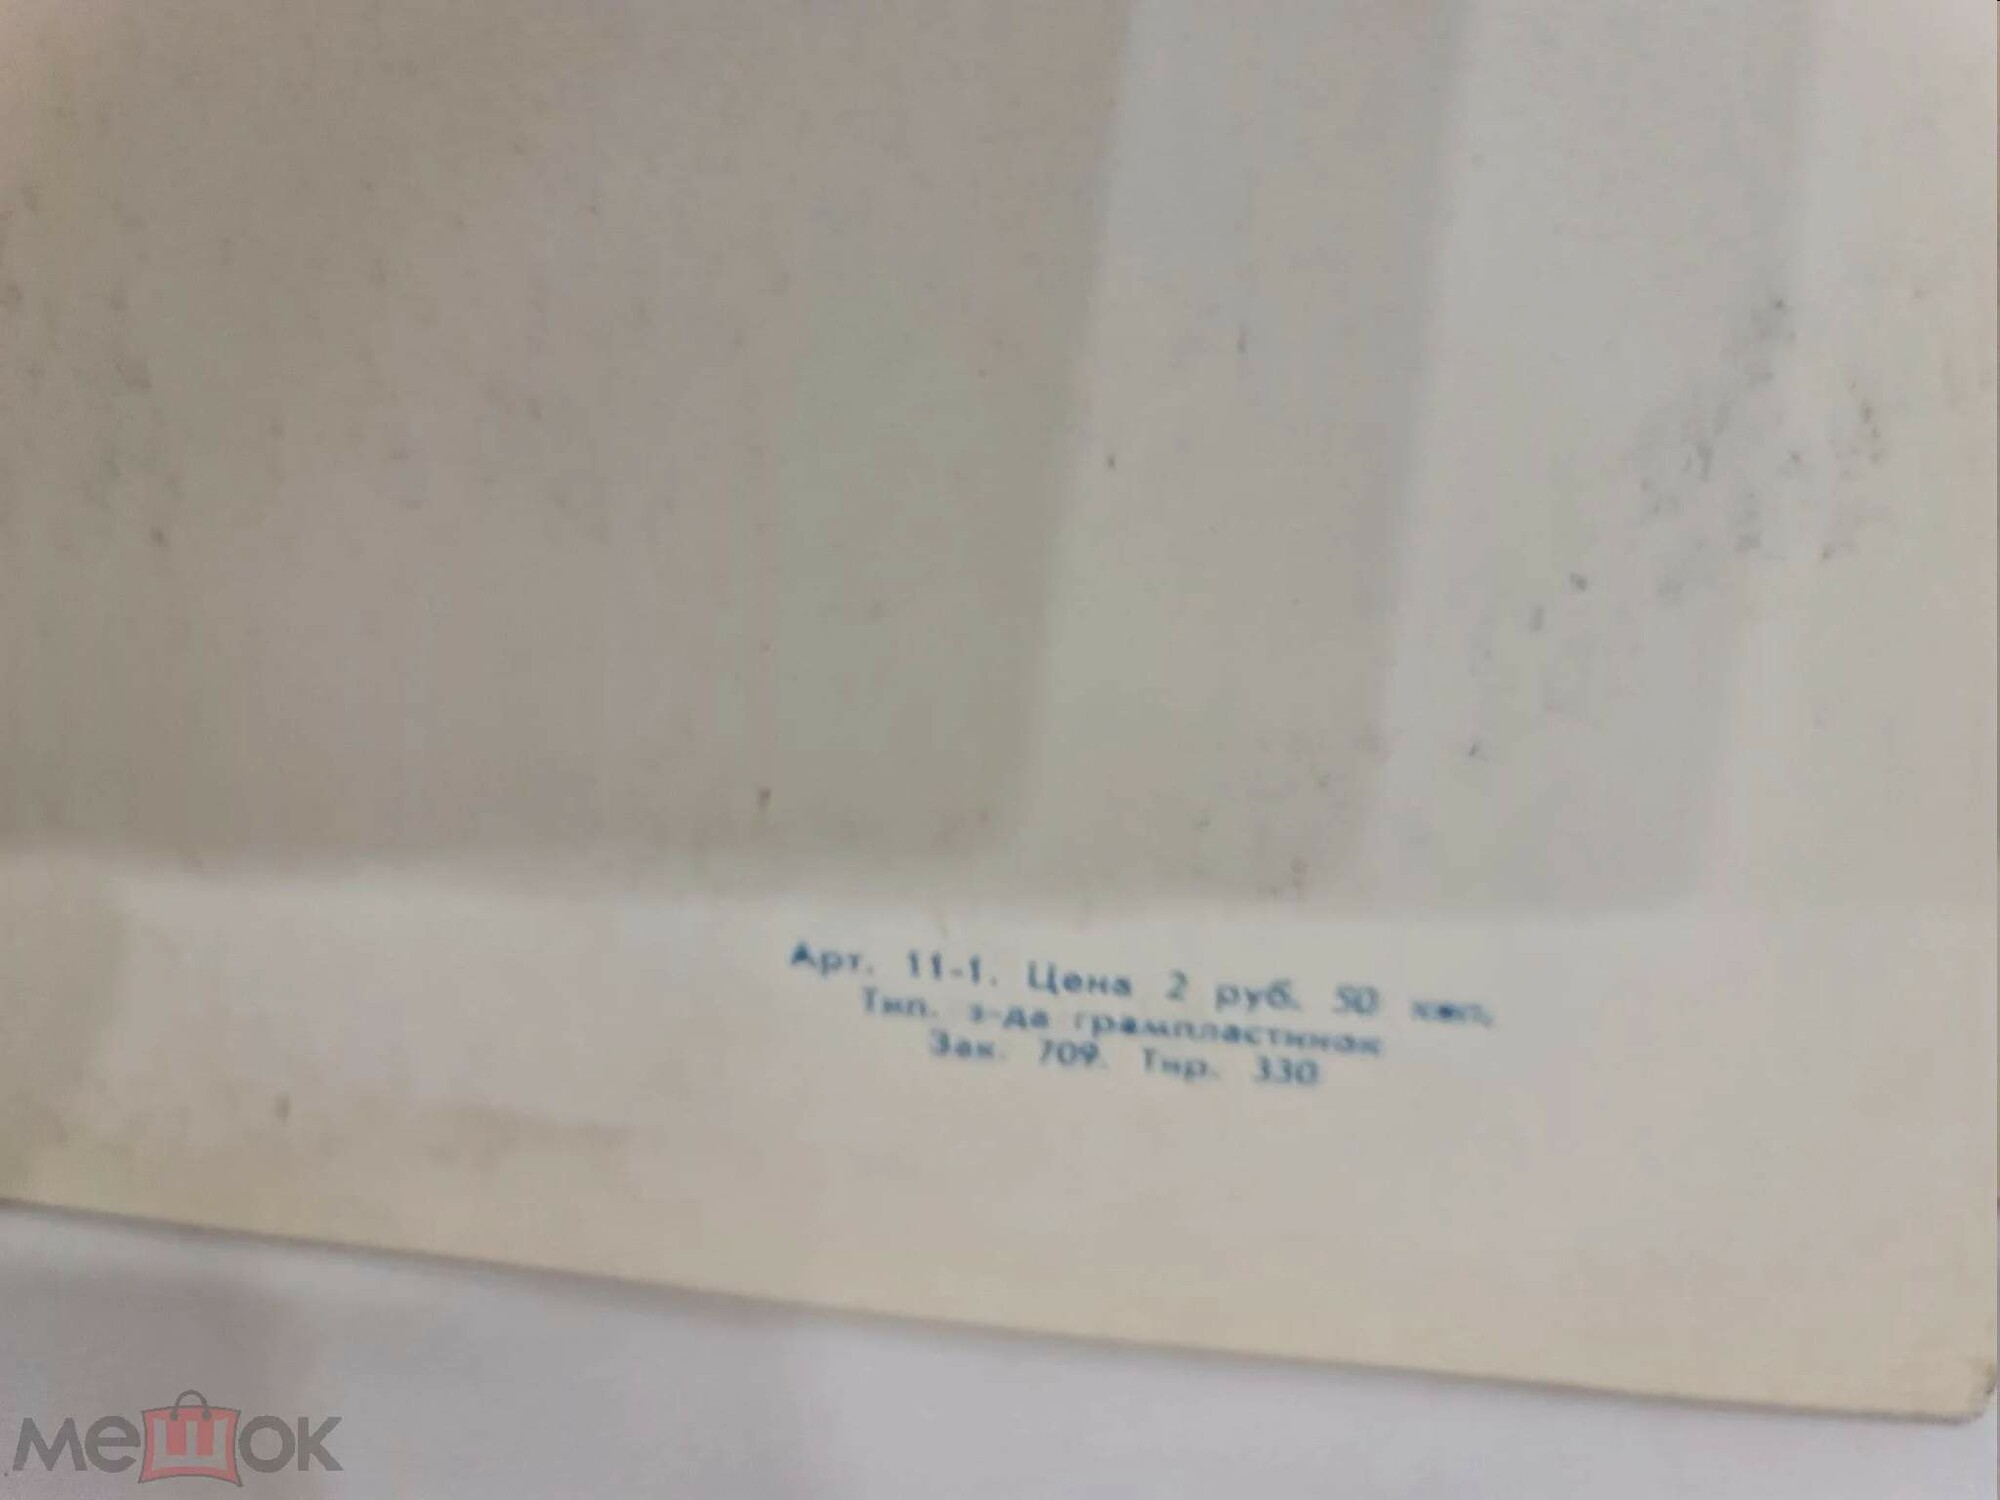 Арт. 11-1. Цена 2 руб. 50 коп.
Тип. з-да грампластинок
Зак. 709. Тир. 330
мешок